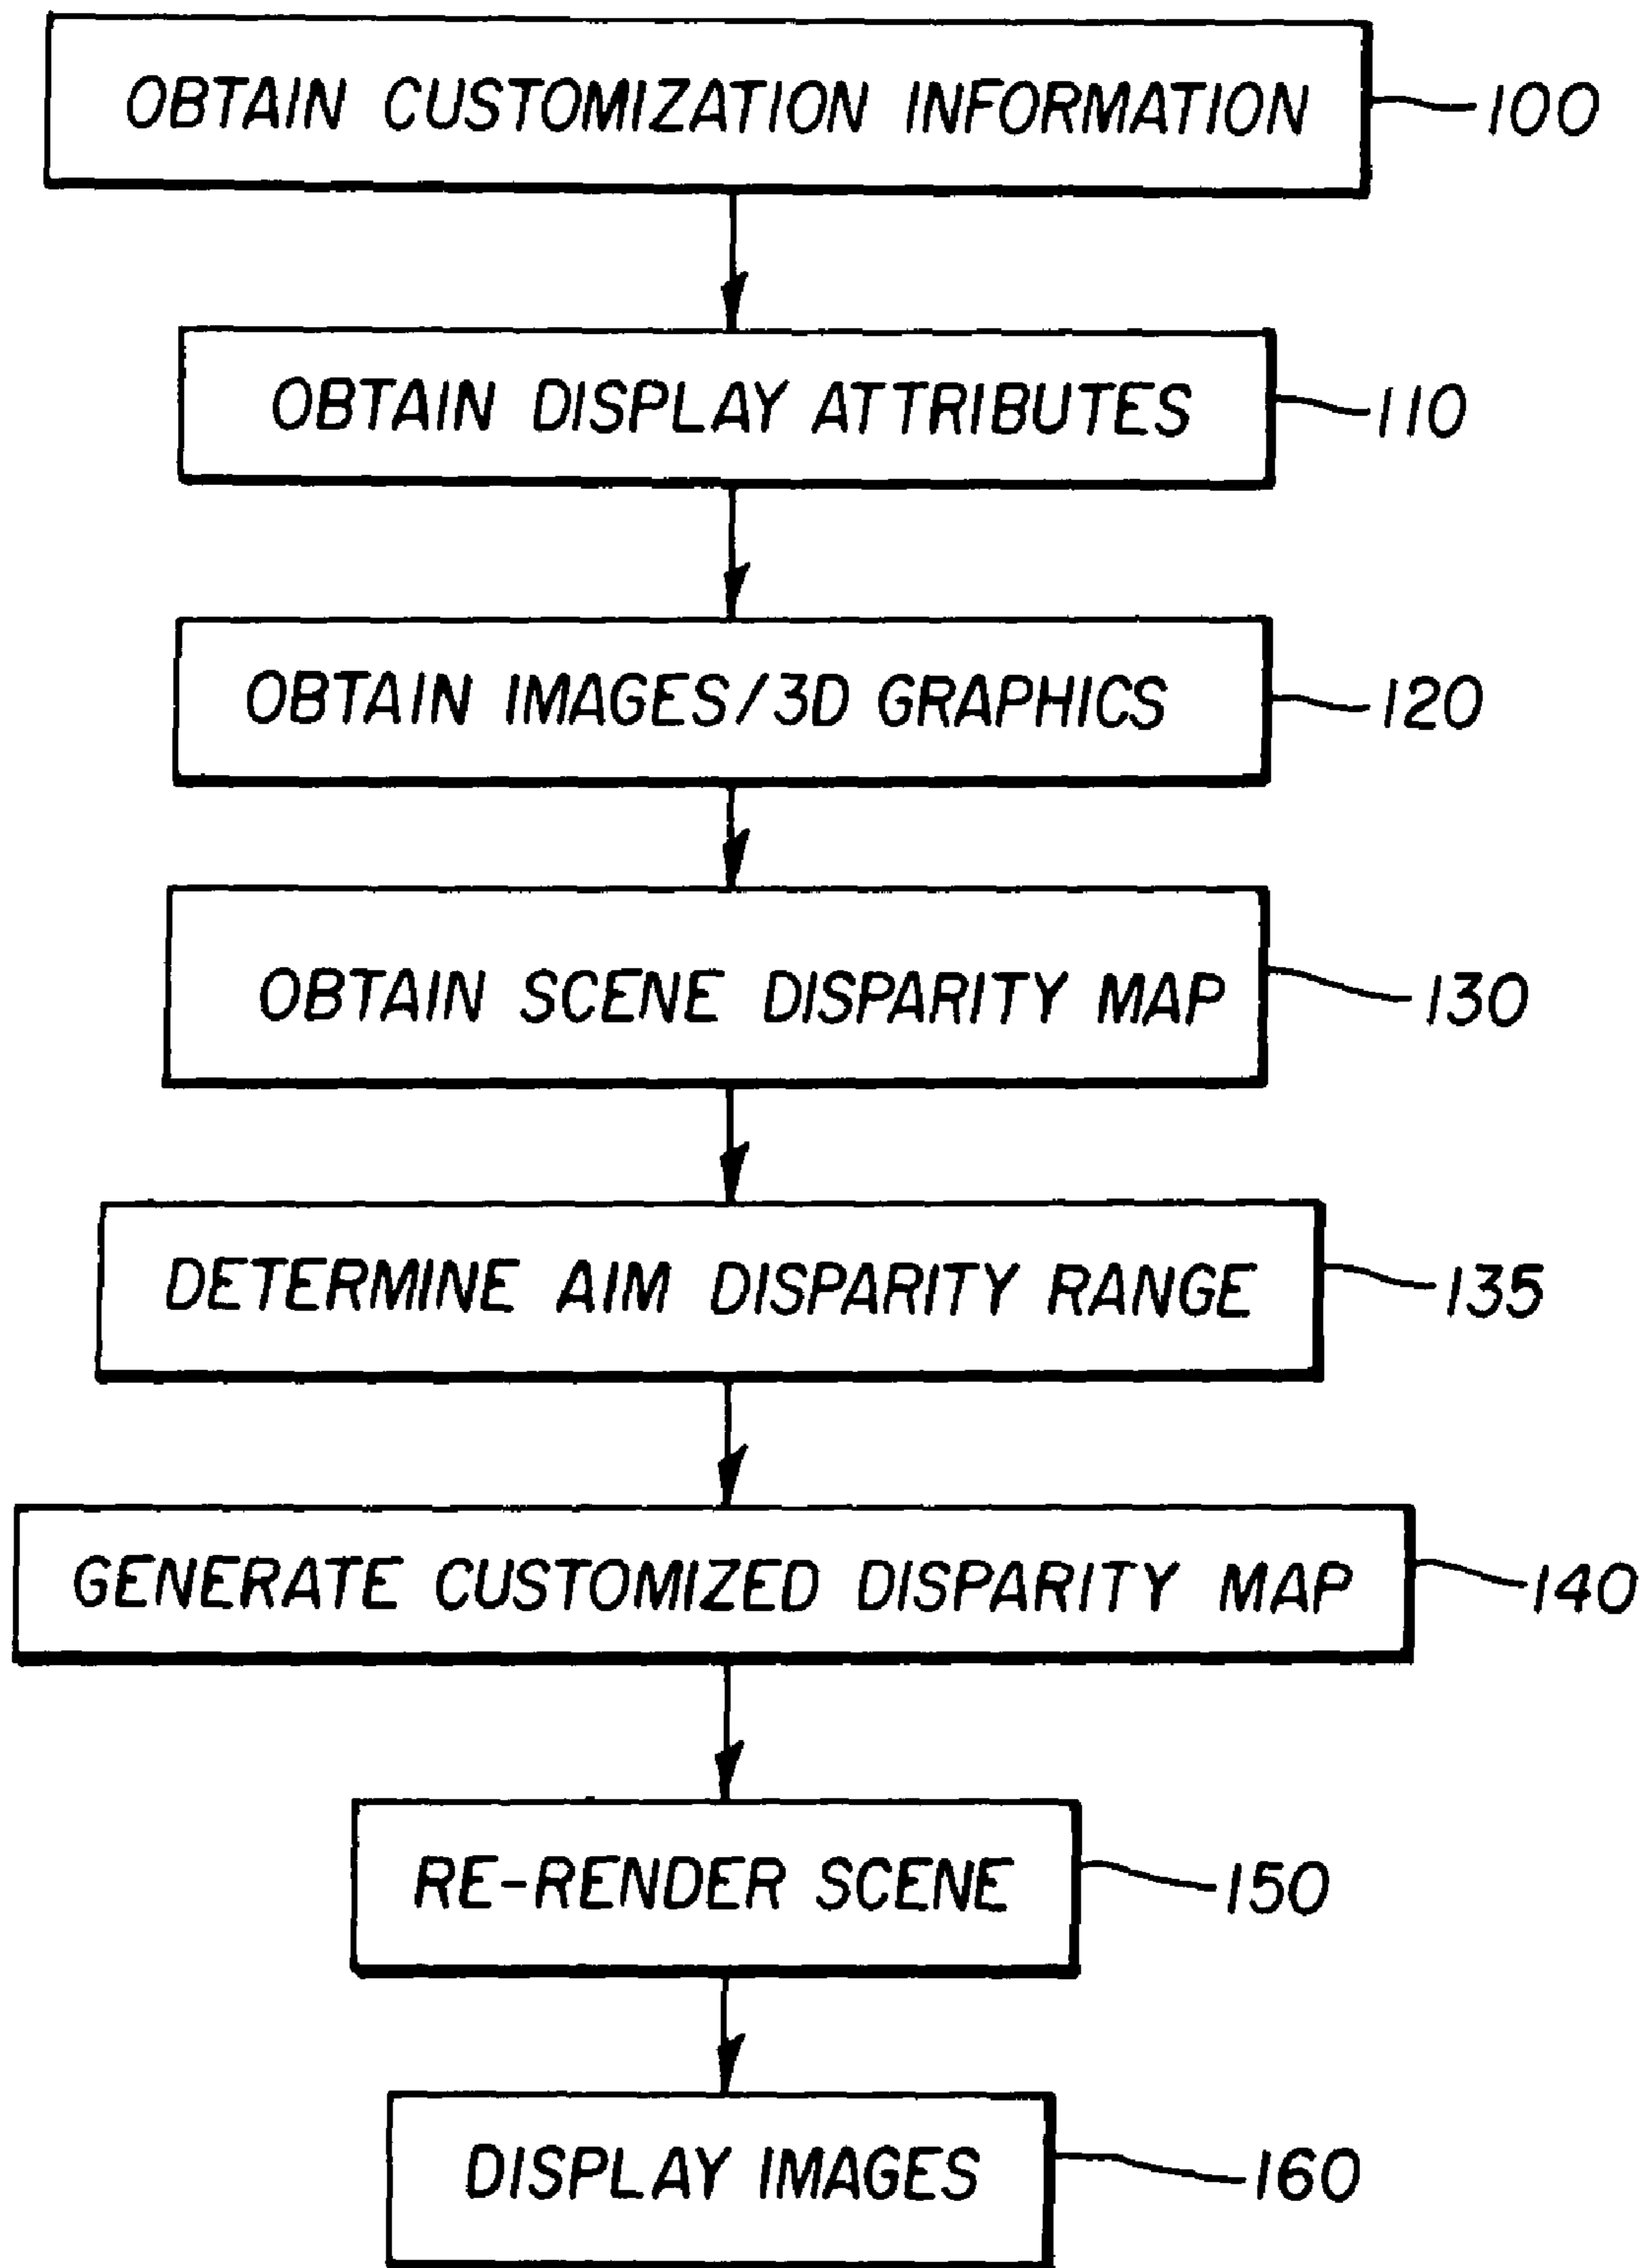 OBTAIN CUSTOMIZATION INFORMATION 100
OBTAIN DISPLAY ATTRIBUTES 110
OBTAIN IMAGES/3D GRAPHICS 120
OBTAIN SCENE DISPARITY MAP 130
DETERMINE AIM DISPARITY RANGE 135
GENERATE CUSTOMIZED DISPARITY MAP 140
RE-RENDER SCENE 150
DISPLAY IMAGES 160